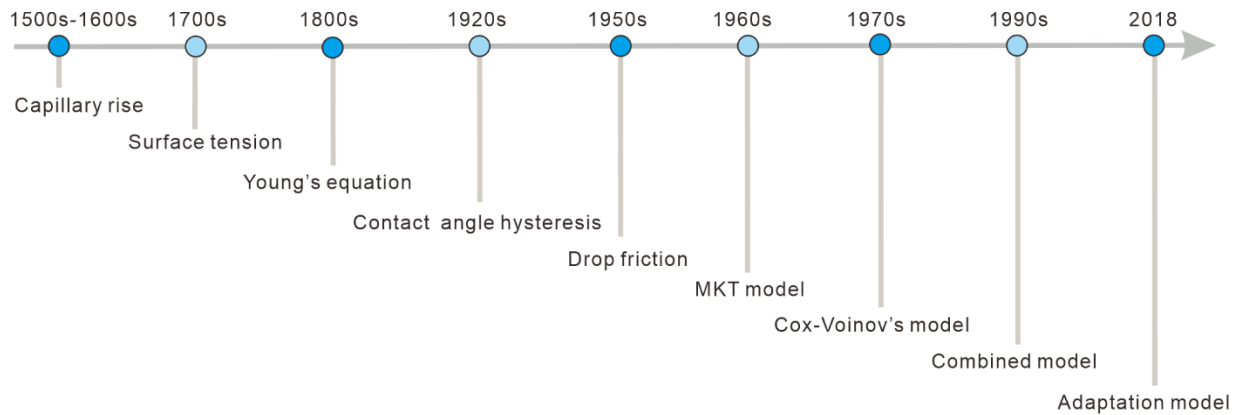 1500s-1600s 1700s 1800s 1920s 1950s 1960s 1970s 1990s 2018
Capillary rise
Surface tension
Young’s equation
Contact angle hysteresis
Drop friction
MKT model
Cox-Voinov’s model
Combined model
Adaptation model